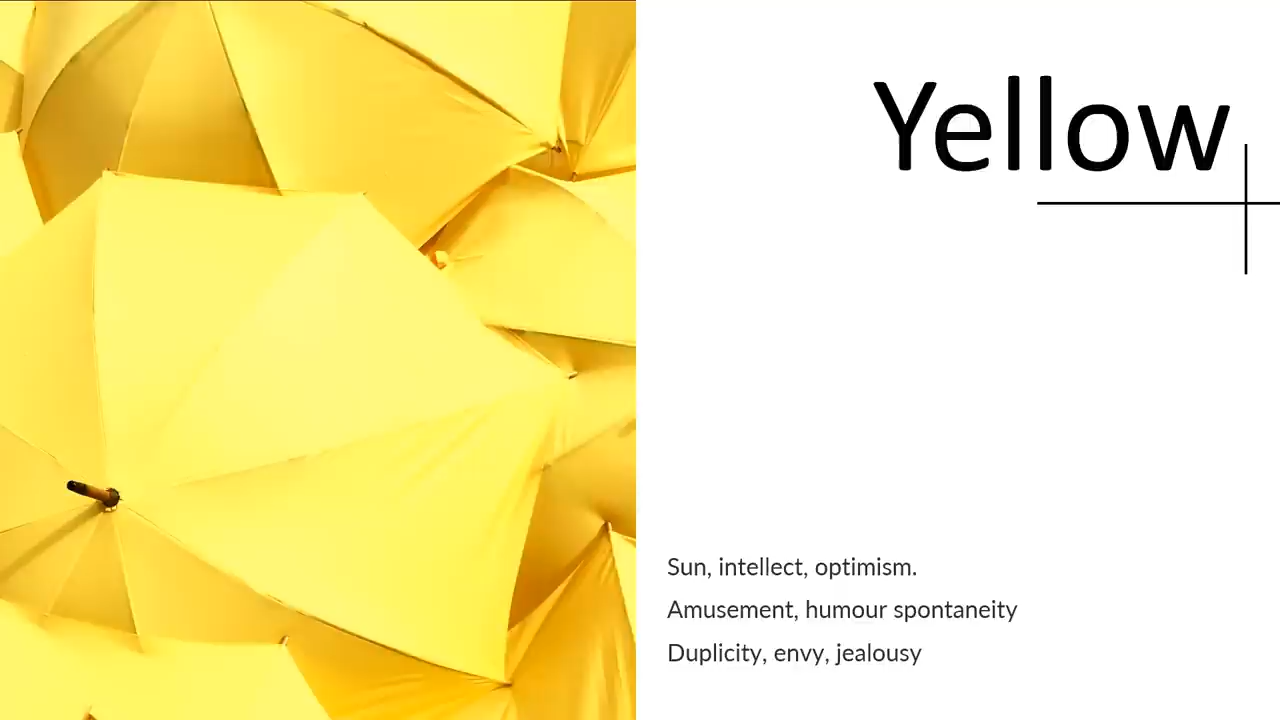 Yellow
Sun, intellect, optimism.
Amusement, humour spontaneity
Duplicity, envy, jealousy